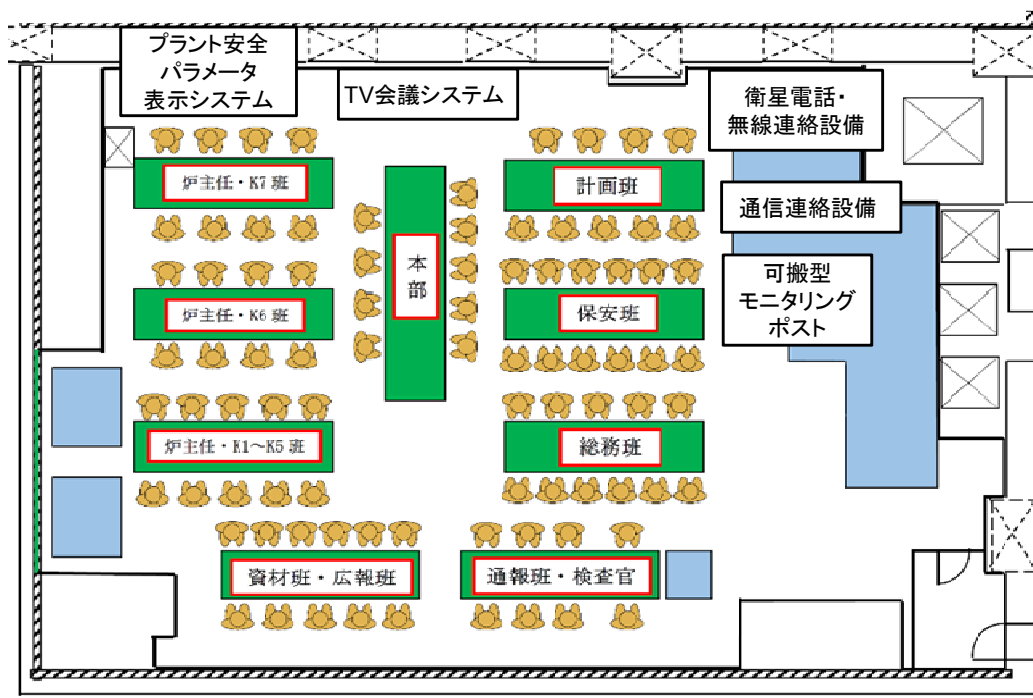 プラント安全
パラメータ
表示システム
TV会議システム
衛星電話・
無線連絡設備
炉主任・K7班
計画班
通信連絡設備
本
部
可搬型
モニタリング
ポスト
炉主任・K6班
保安班
炉主任・K1～K5班
総務班
資材班・広報班
通報班・検査官